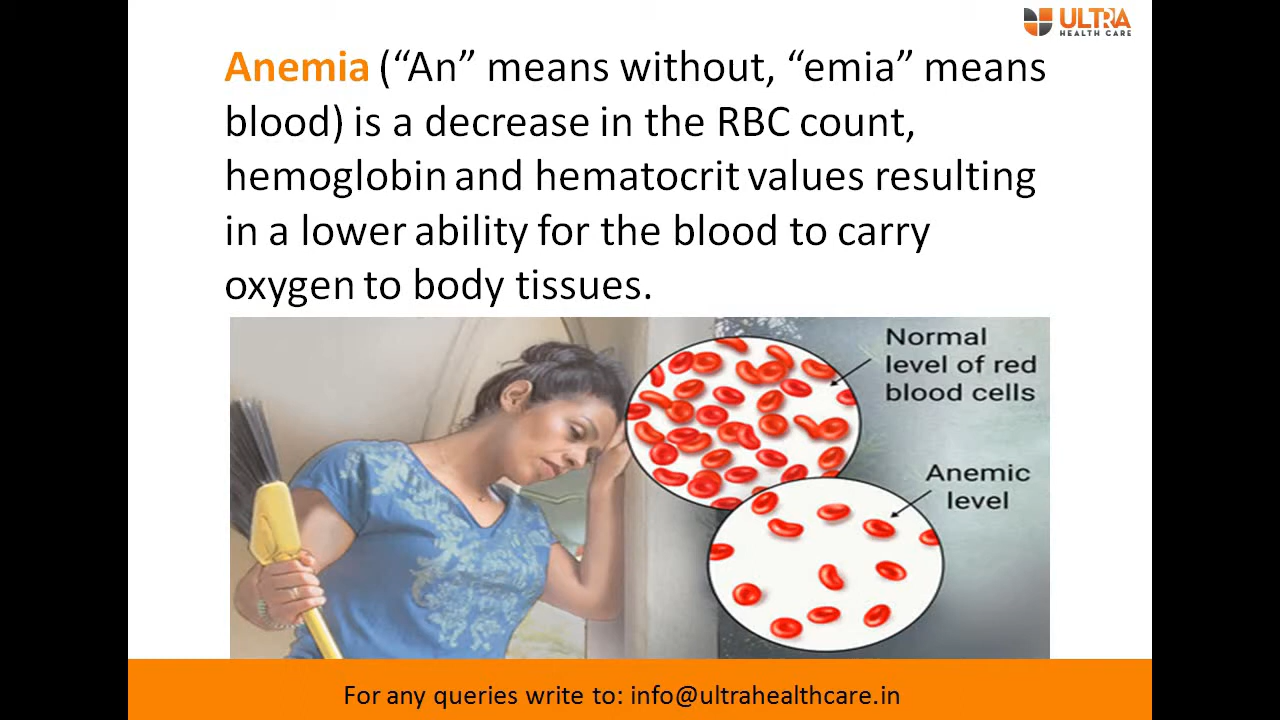 ULTRA
HEALTH CARE
Anemia (“An” means without, “emia” means
blood) is a decrease in the RBC count,
hemoglobin and hematocrit values resulting
in a lower ability for the blood to carry
oxygen to body tissues.
Normal
level of red
blood cells
Anemic
level
For any queries write to: info@ultrahealthcare.in